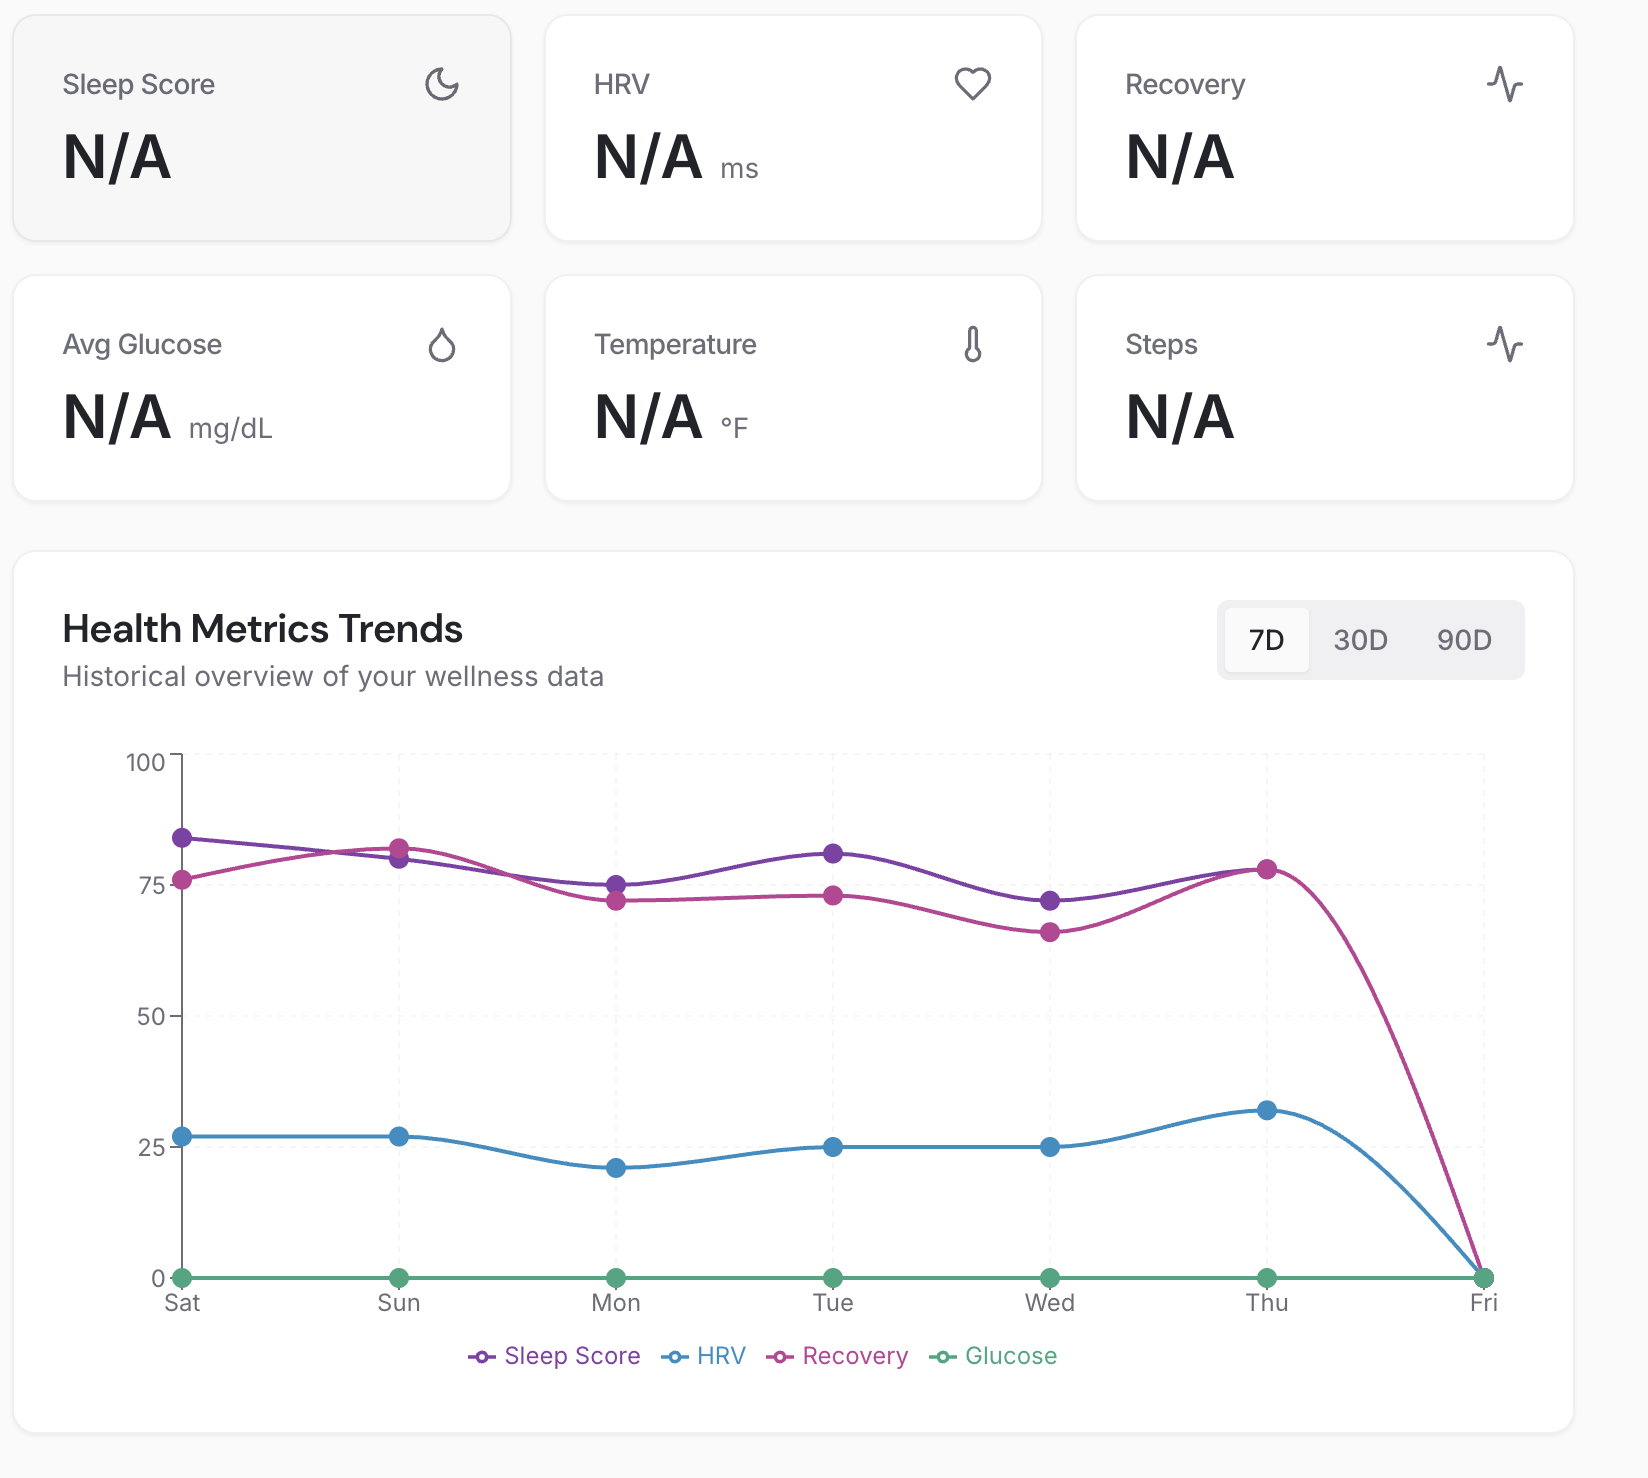 Sleep Score
N/A
HRV
N/A ms
Recovery
N/A
Avg Glucose
N/A mg/dL
Temperature
N/A °F
Steps
N/A
Health Metrics Trends
Historical overview of your wellness data
7D 30D 90D
100
75
50
25
0
Sat Sun Mon Tue Wed Thu Fri
Sleep Score HRV Recovery Glucose